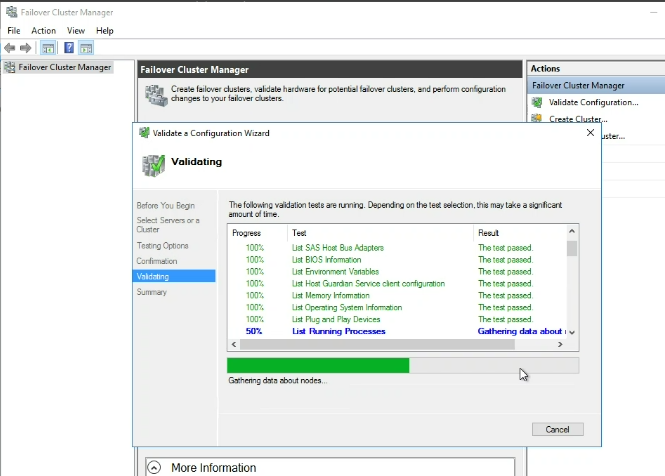 Failover Cluster Manager
File Action View Help
Failover Cluster Manager
Failover Cluster Manager
Create failover clusters, validate hardware for potential failover clusters, and perform configuration
changes to your failover clusters.
Actions
Failover Cluster Manager
Validate Configuration...
Create Cluster...
uster...
Validate a Configuration Wizard
Validating
Before You Begin
Select Servers or a
Cluster
Testing Options
Confirmation
Validating
Summary
The following validation tests are running. Depending on the test selection, this may take a significant
amount of time.
Progress Test Result
100% List SAS Host Bus Adapters The test passed.
100% List BIOS Information The test passed.
100% List Environment Variables The test passed.
100% List Host Guardian Service client configuration The test passed.
100% List Memory Information The test passed.
100% List Operating System Information The test passed.
100% List Plug and Play Devices The test passed.
50% List Running Processes Gathering data about
Gathering data about nodes...
Cancel
More Information